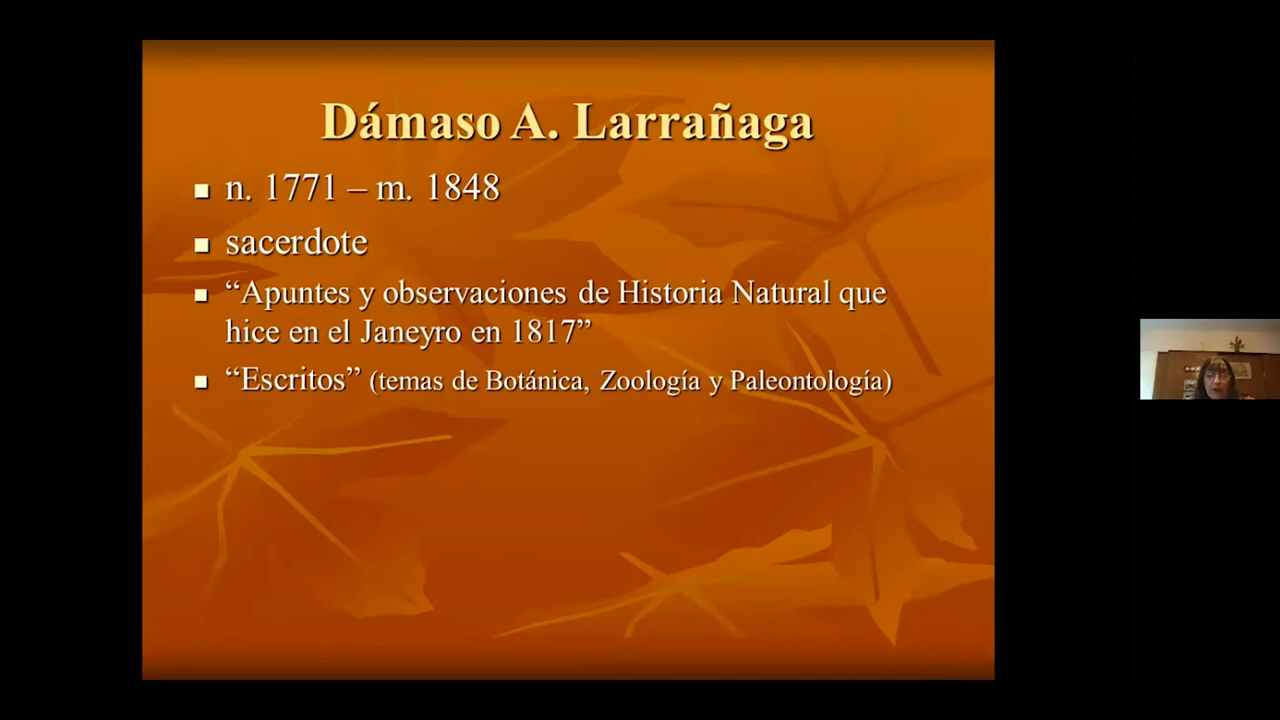 Dámaso A. Larrañaga
n. 1771 – m. 1848
sacerdote
“Apuntes y observaciones de Historia Natural que
hice en el Janeyro en 1817”
“Escritos” (temas de Botánica, Zoología y Paleontología)